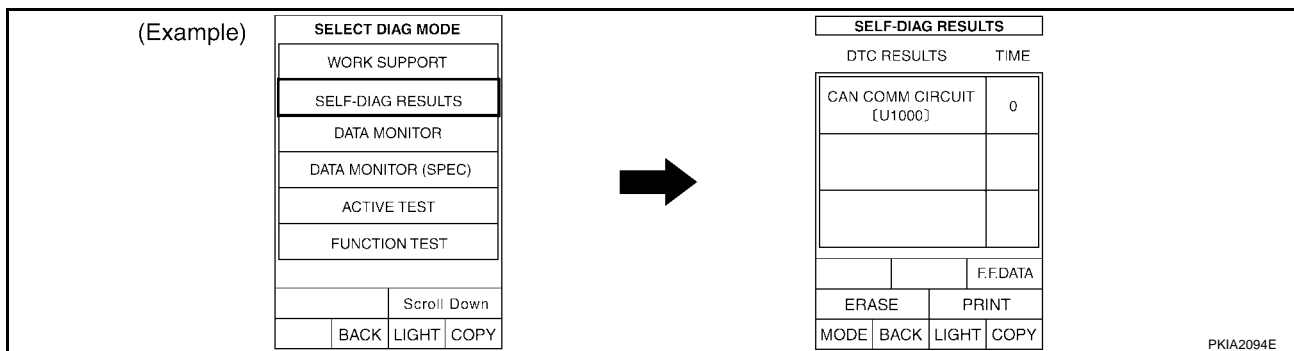 (Example)
SELECT DIAG MODE
WORK SUPPORT
SELF-DIAG RESULTS
DATA MONITOR
DATA MONITOR (SPEC)
ACTIVE TEST
FUNCTION TEST
Scroll Down
BACK LIGHT COPY
SELF-DIAG RESULTS
DTC RESULTS TIME
CAN COMM CIRCUIT 0
[U1000]
F.F.DATA
ERASE PRINT
MODE BACK LIGHT COPY
PKIA2094E